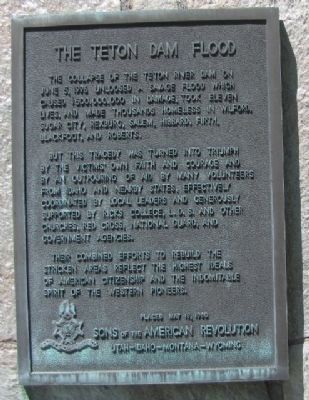 THE TETON DAM FLOOD
THE COLLAPSE OF THE TETON RIVER DAM ON
JUNE 5, 1976 UNLOOSED A SAVAGE FLOOD WHICH
CAUSED $500,000,000 IN DAMAGE, TOOK ELEVEN
LIVES, AND MADE THOUSANDS HOMELESS IN WILFORD,
SUGAR CITY, REXBURG, SALEM, HIBBARD, FIRTH,
BLACKFOOT, AND ROBERTS.
BUT THIS TRAGEDY WAS TURNED INTO TRIUMPH
BY THE VICTIMS' OWN FAITH AND COURAGE AND
BY AN OUTPOURING OF AID BY MANY VOLUNTEERS
FROM IDAHO AND NEARBY STATES, EFFECTIVELY
COORDINATED BY LOCAL LEADERS AND GENEROUSLY
SUPPORTED BY RICKS COLLEGE, L.D.S. AND OTHER
CHURCHES, RED CROSS, NATIONAL GUARD, AND
GOVERNMENT AGENCIES.
THEIR COMBINED EFFORTS TO REBUILD THE
STRICKEN AREAS REFLECT THE HIGHEST IDEALS
OF AMERICAN CITIZENSHIP AND THE INDOMITABLE
SPIRIT OF THE WESTERN PIONEERS.
PLACED MAY
SONS OF THE AMERICAN REVOLUTION
UTAH-IDAHO-MONTANA-WYOMING